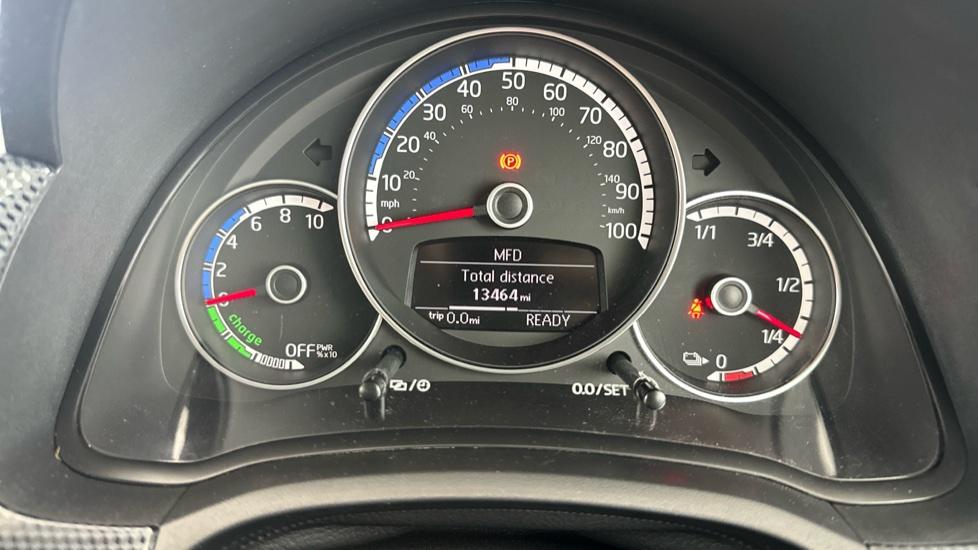 50
40
60
80
60
100
30
70
40
120
20
80
20
140
10
90
mph
km/h
0
100
P
MFD
Total distance
13464 mi
trip 0.0 mi READY
8
6
10
4
2
0
charge
OFF PWR
%x10
1/1
3/4
1/2
1/4
0
0.0/SET